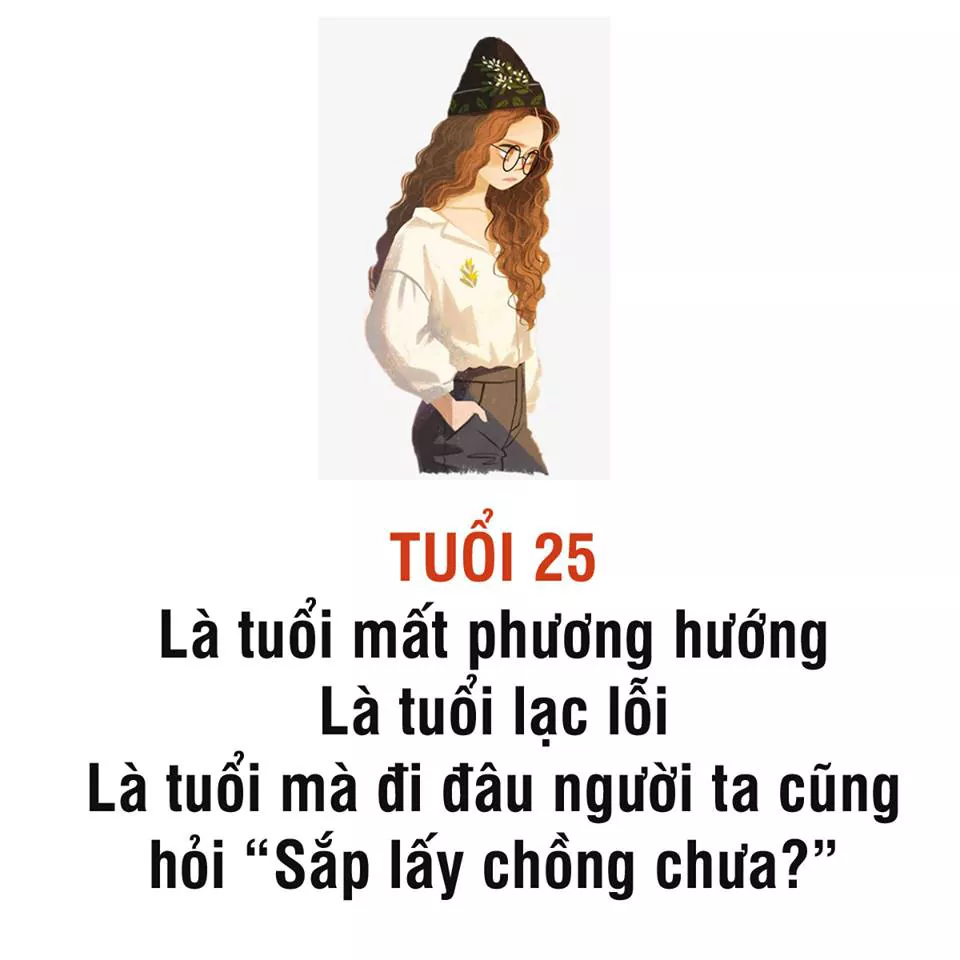 TUỔI 25
Là tuổi mất phương hướng
Là tuổi lạc lỗi
Là tuổi mà đi đâu người ta cũng
hỏi “Sắp lấy chồng chưa?”